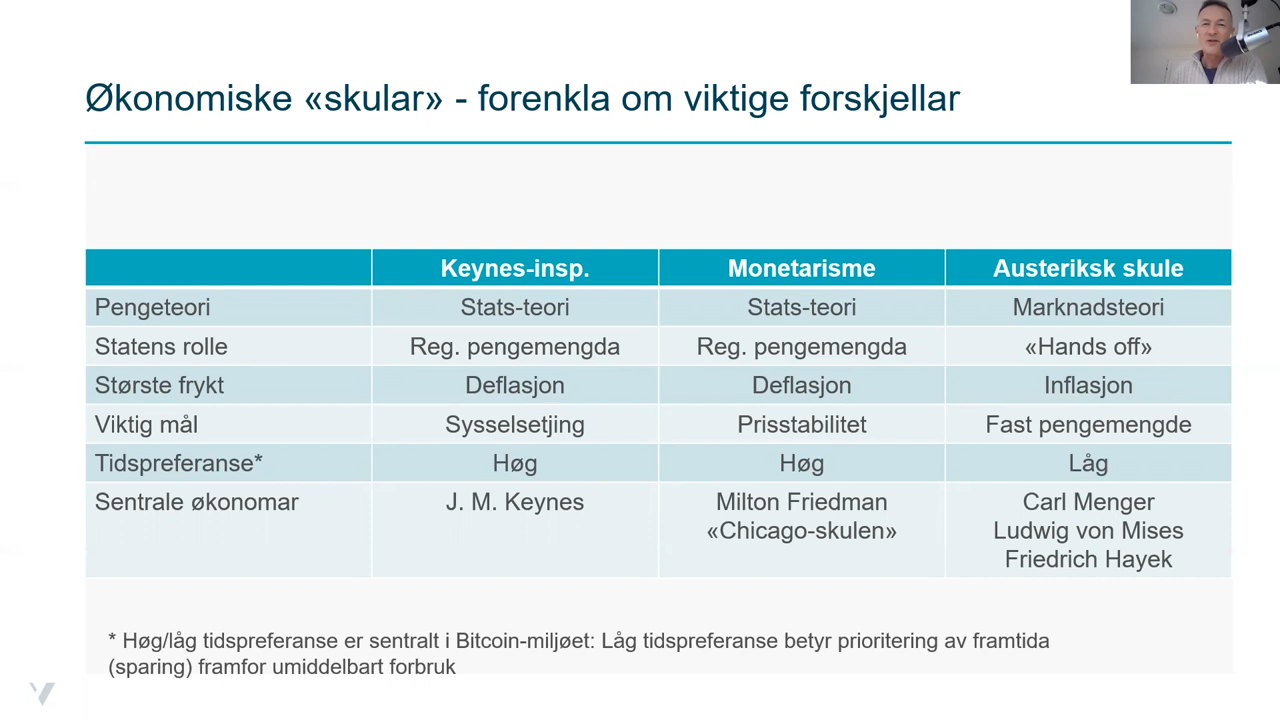 Økonomiske «skular» - forenkla om viktige forskjellar
Keynes-insp. Monetarisme Austeriksk skule
Pengeteori Stats-teori Stats-teori Marknadsteori
Statens rolle Reg. pengemengda Reg. pengemengda «Hands off»
Største frykt Deflasjon Deflasjon Inflasjon
Viktig mål Sysselsetjing Prisstabilitet Fast pengemengde
Tidspreferanse* Høg Høg Låg
Sentrale økonomar J. M. Keynes Milton Friedman Carl Menger
«Chicago-skulen» Ludwig von Mises
Friedrich Hayek
* Høg/låg tidspreferanse er sentralt i Bitcoin-miljøet: Låg tidspreferanse betyr prioritering av framtida
(sparing) framfor umiddelbart forbruk